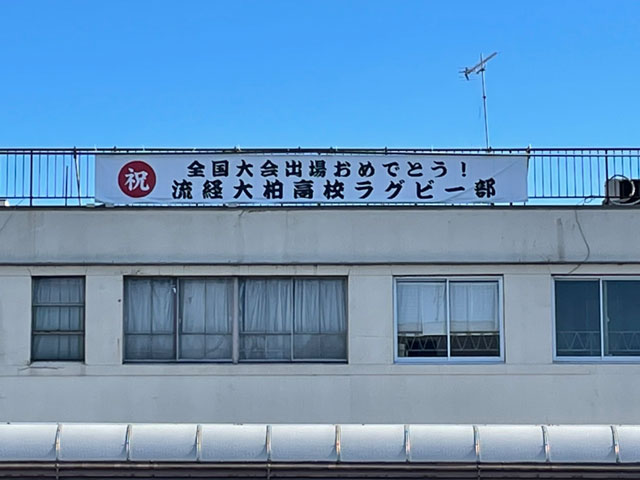 祝
全国大会出場おめでとう！
流経大柏高校ラグビー部